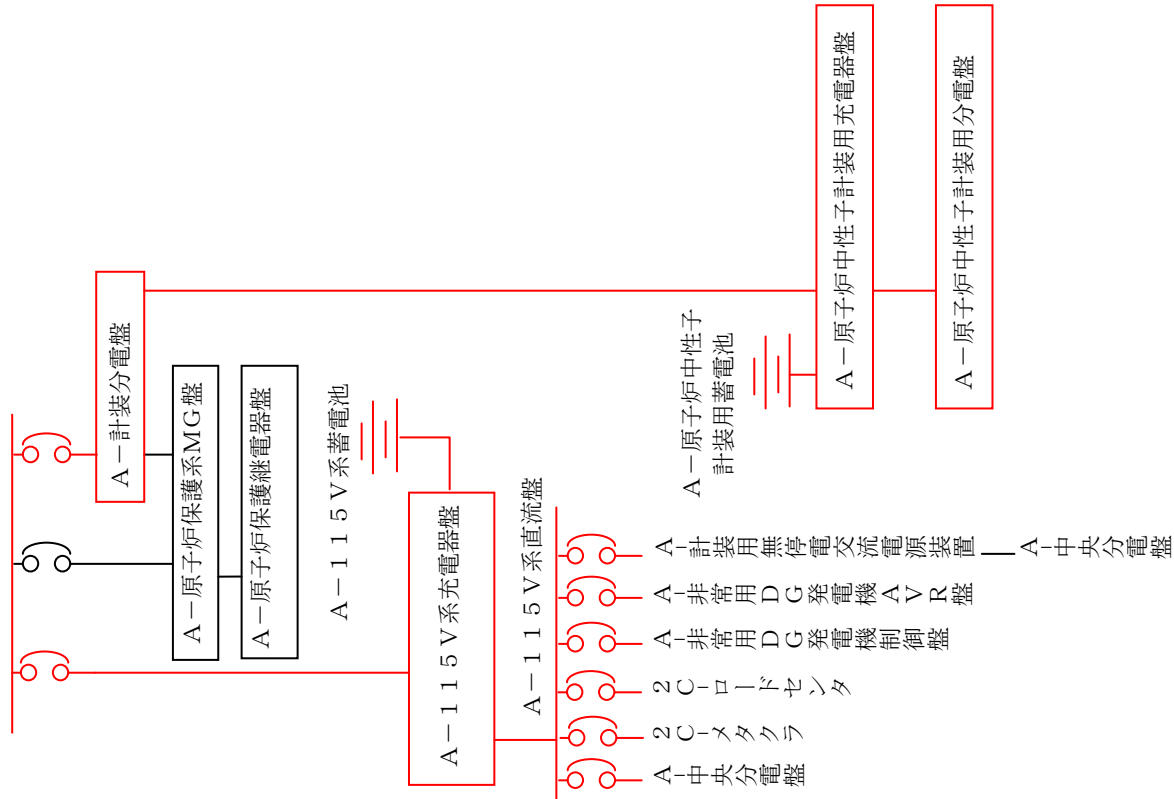 A－計装分電盤
A－原子炉保護系MG盤
A－原子炉保護継電器盤
A－115V系蓄電池
A－115V系充電器盤
A－115V系直流盤
A-中央分電盤
2C-メタクラ
2C-ロードセンタ
A-非常用DG発電機制御盤
A-非常用DG発電機AVR盤
A-計装用無停電交流電源装置
A-中央分電盤
A－原子炉中性子
計装用蓄電池
A－原子炉中性子計装用充電器盤
A－原子炉中性子計装用分電盤